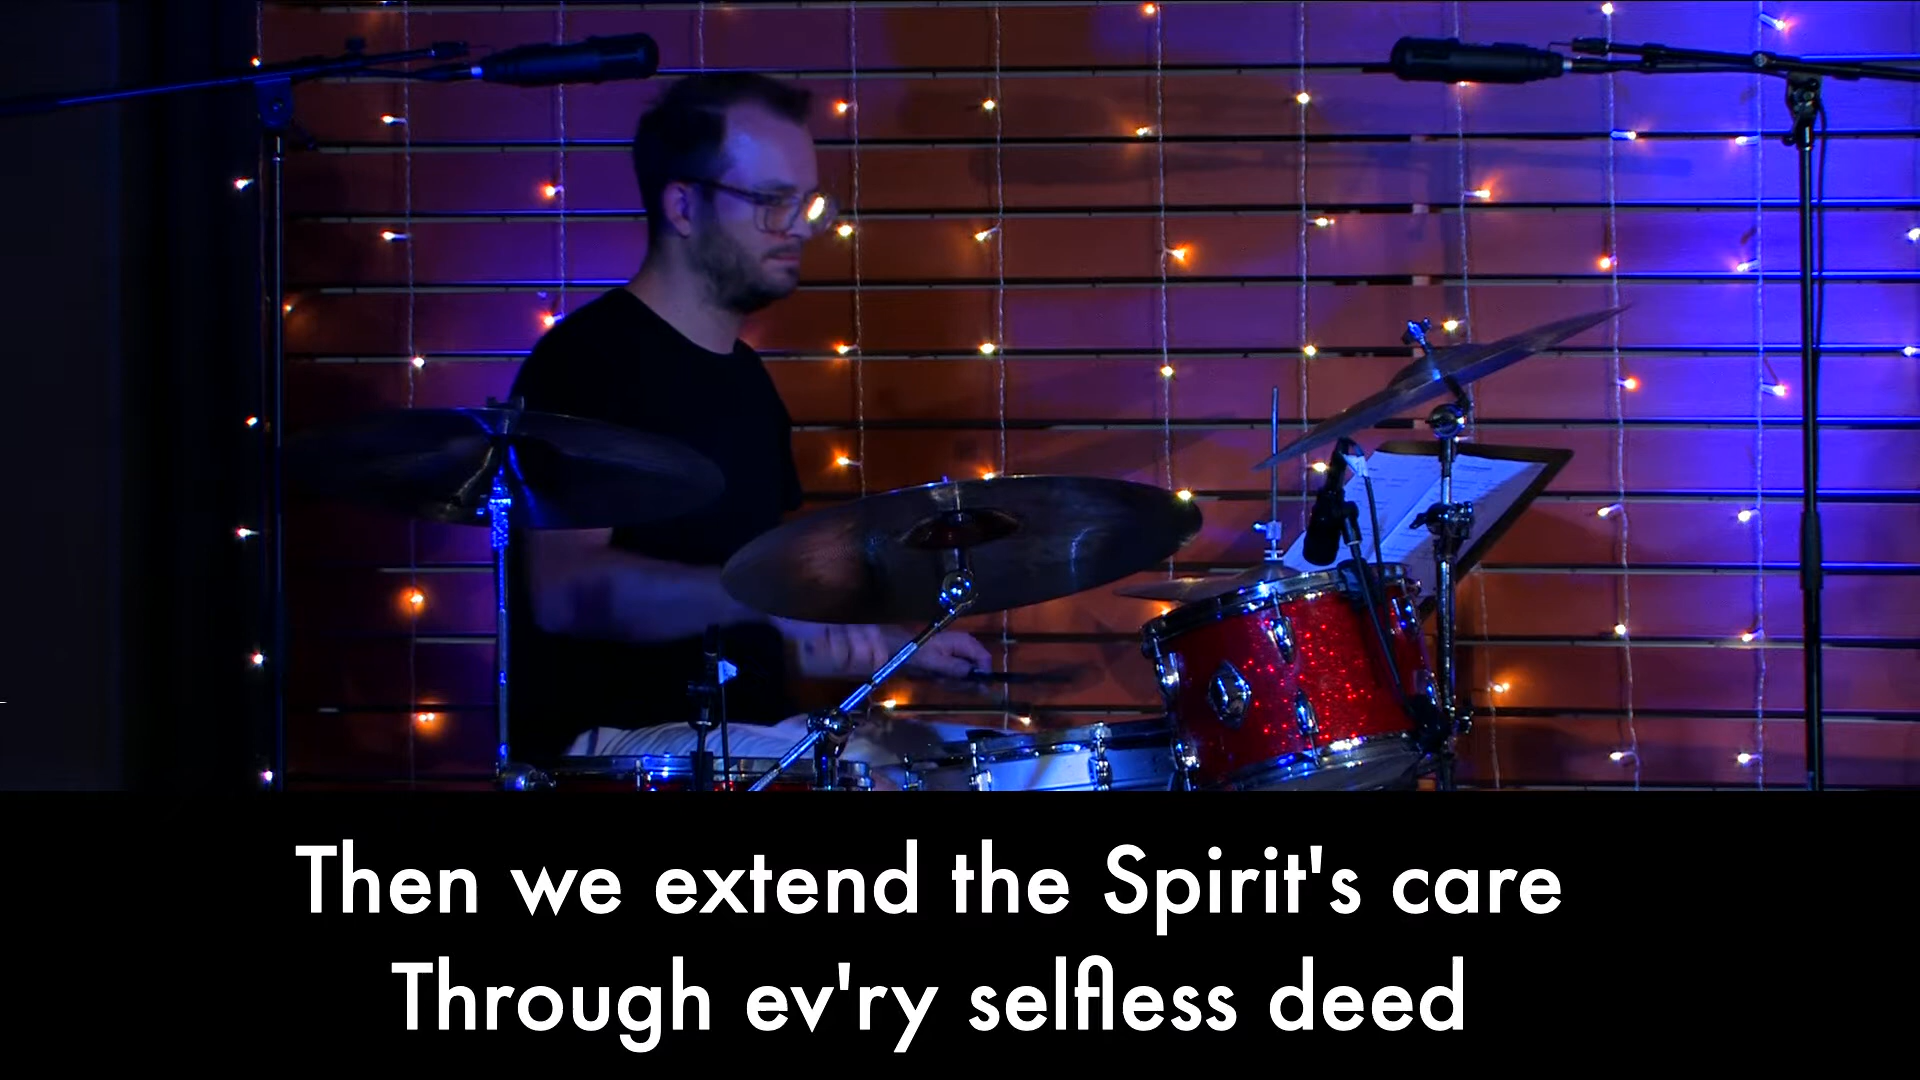 Then we extend the Spirit's care
Through ev'ry selfless deed